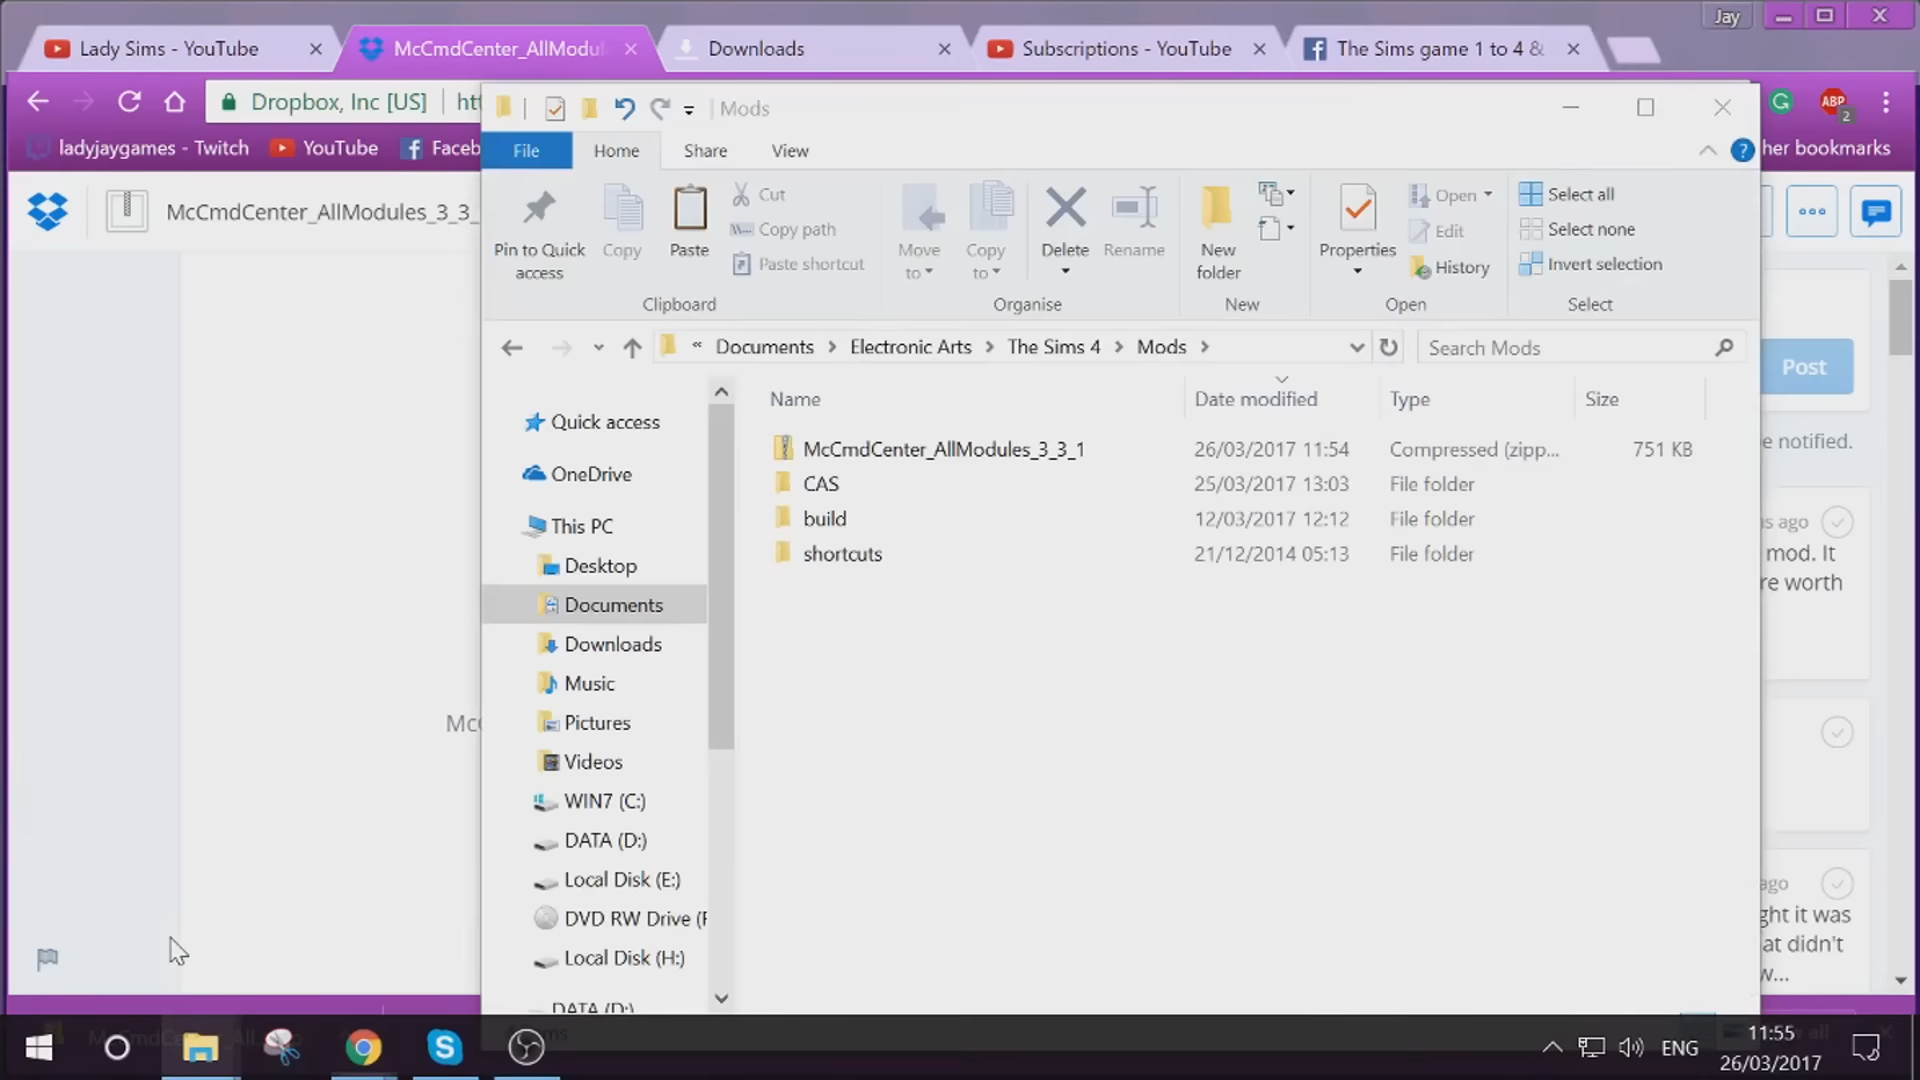 Jay
Lady Sims - YouTube
McCmdCenter_AllModul
Downloads
Subscriptions - YouTube
The Sims game 1 to 4 &
Dropbox, Inc [US]
Mods
ABP
2
ladyjaygames - Twitch
YouTube
Faceb
File
Home
Share
View
?
her bookmarks
McCmdCenter_AllModules_3_3_
Pin to Quick access
Copy
Paste
Cut
Copy path
Paste shortcut
Move to
Copy to
Delete
Rename
New folder
Properties
Open
Edit
History
Select all
Select none
Invert selection
Clipboard
Organise
New
Open
Select
« Documents > Electronic Arts > The Sims 4 > Mods >
Search Mods
Post
Name
Date modified
Type
Size
McCmdCenter_AllModules_3_3_1 26/03/2017 11:54 Compressed (zipp... 751 KB
CAS 25/03/2017 13:03 File folder
build 12/03/2017 12:12 File folder
shortcuts 21/12/2014 05:13 File folder
Quick access
OneDrive
This PC
Desktop
Documents
Downloads
Music
Pictures
Videos
WIN7 (C:)
DATA (D:)
Local Disk (E:)
DVD RW Drive (F
Local Disk (H:)
DATA (D:)
e notified.
ago
mod. It
re worth
ago
ght it was
at didn't
w...
ENG
11:55
26/03/2017